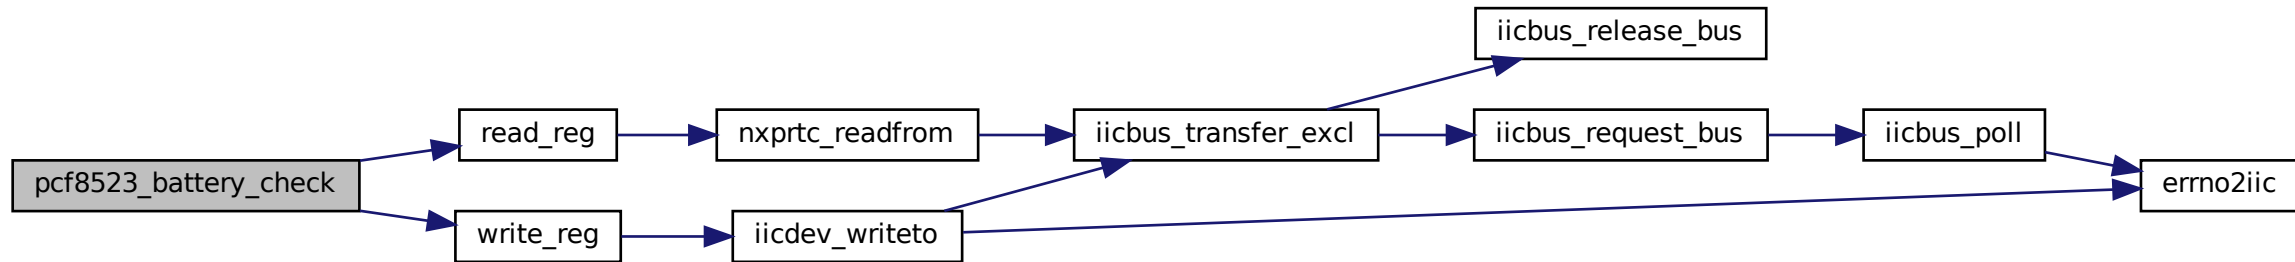 pcf8523_battery_check
read_reg
write_reg
nxprtc_readfrom
iicdev_writeto
iicbus_transfer_excl
iicbus_release_bus
iicbus_request_bus
iicbus_poll
errno2iic